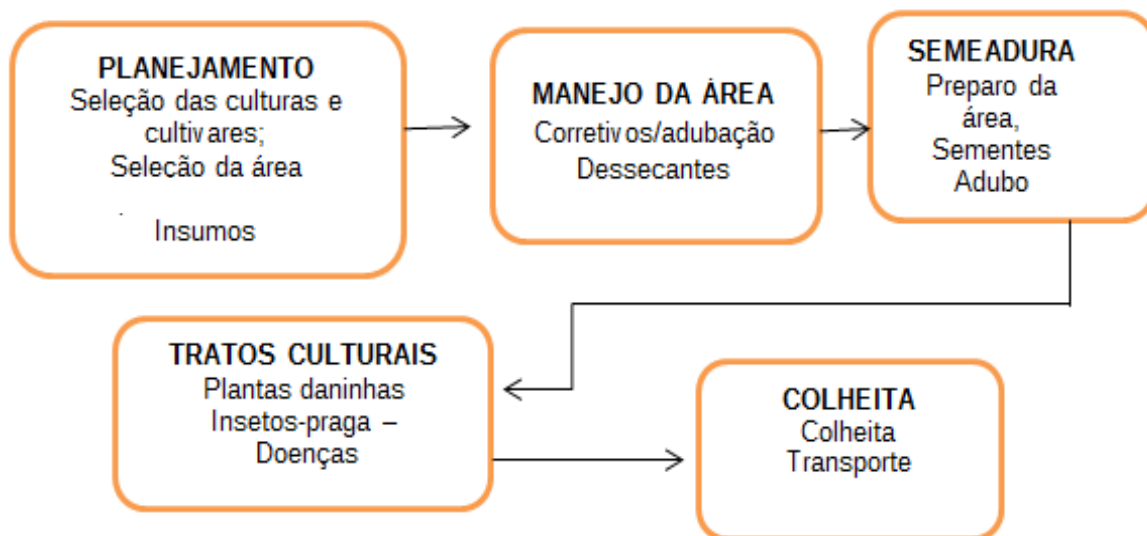 PLANEJAMENTO
Seleção das culturas e
cultivares;
Seleção da área
.
Insumos
MANEJO DA ÁREA
Corretivos/adubação
Dessecantes
SEMEADURA
Preparo da
área,
Sementes
Adubo
TRATOS CULTURAIS
Plantas daninhas
Insetos-praga –
Doenças
COLHEITA
Colheita
Transporte